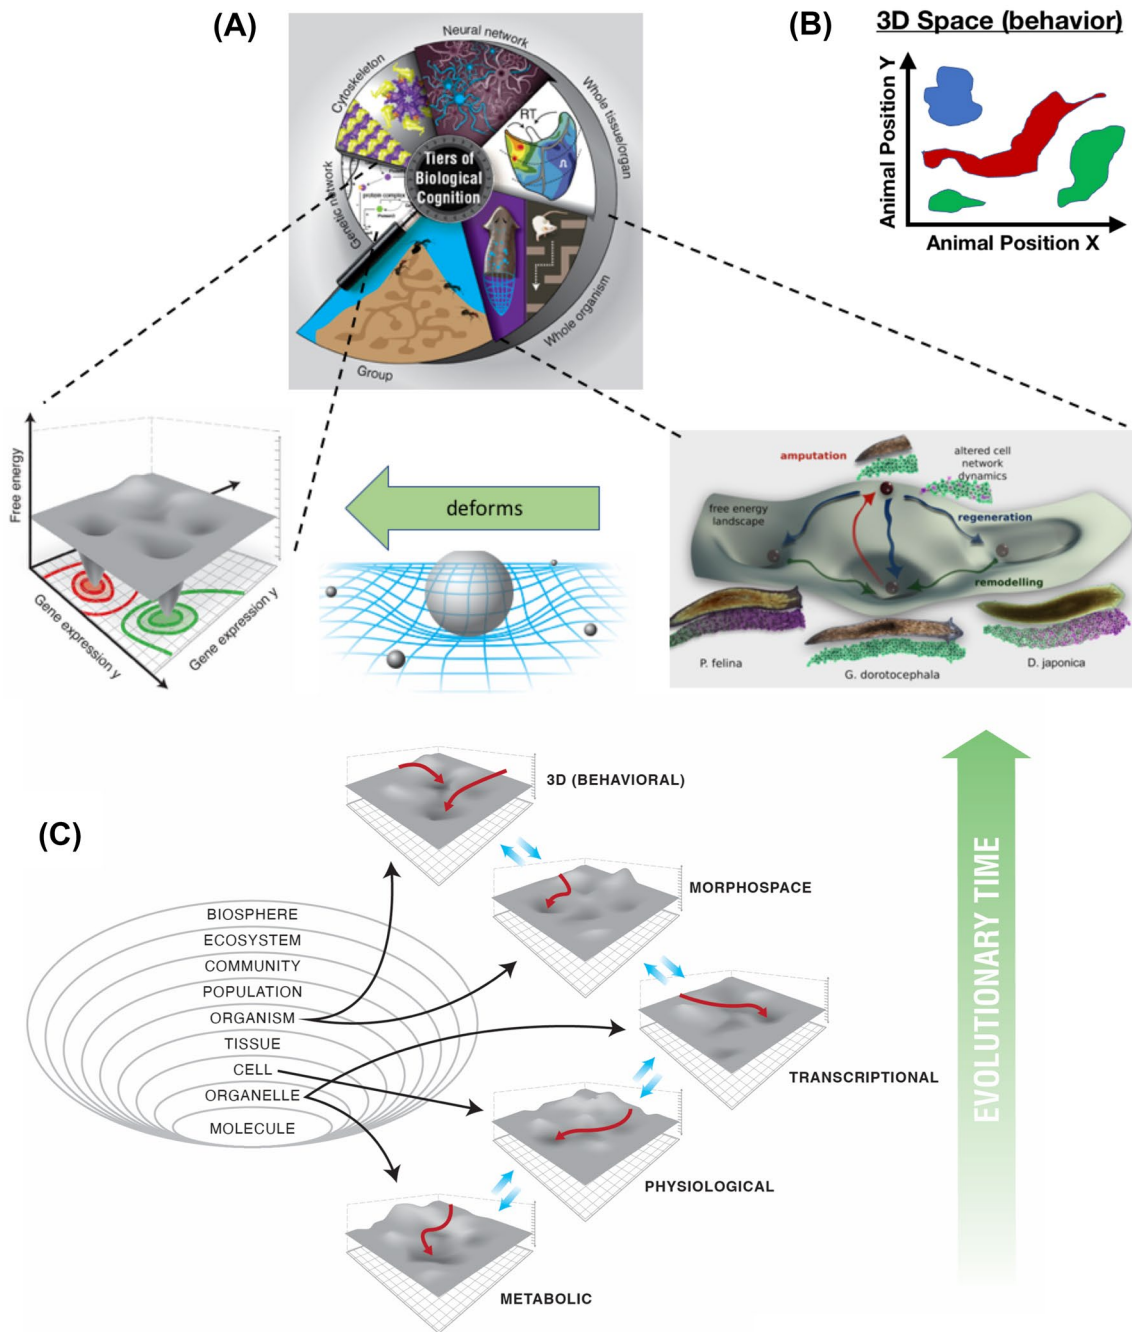 (A)
Neural network
Cytoskeleton
Whole tissue/organ
RT
Tiers of
Biological
Cognition
Genetic network
protein complex
Whole organism
Group
(B)
3D Space (behavior)
Animal Position Y
Animal Position X
Free energy
Gene expression y
Gene expression y
deforms
amputation
altered cell
network
dynamics
free energy
landscape
regeneration
remodelling
P. felina
G. dorotocephala
D. japonica
(C)
3D (BEHAVIORAL)
MORPHOSPACE
TRANSCRIPTIONAL
PHYSIOLOGICAL
METABOLIC
BIOSPHERE
ECOSYSTEM
COMMUNITY
POPULATION
ORGANISM
TISSUE
CELL
ORGANELLE
MOLECULE
EVOLUTIONARY TIME